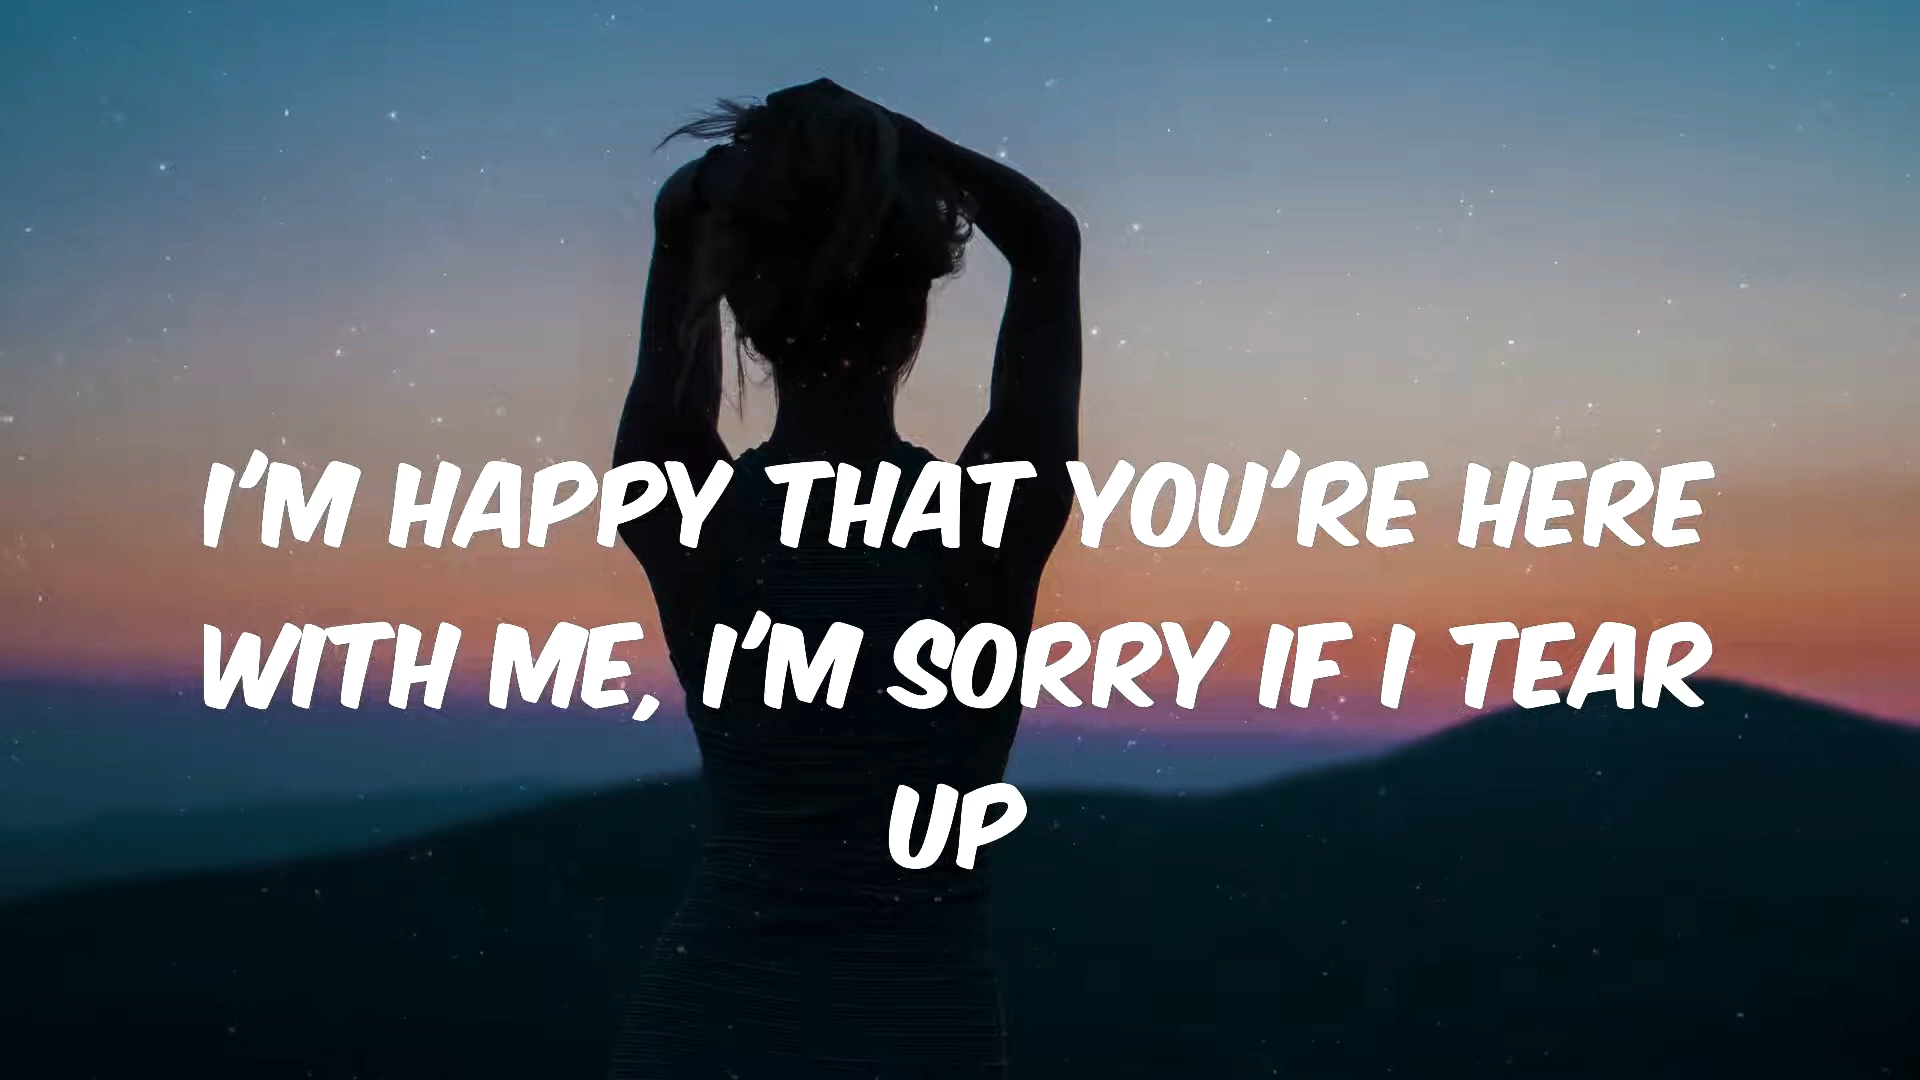 I'M HAPPY THAT YOU'RE HERE
WITH ME, I'M SORRY IF I TEAR
UP